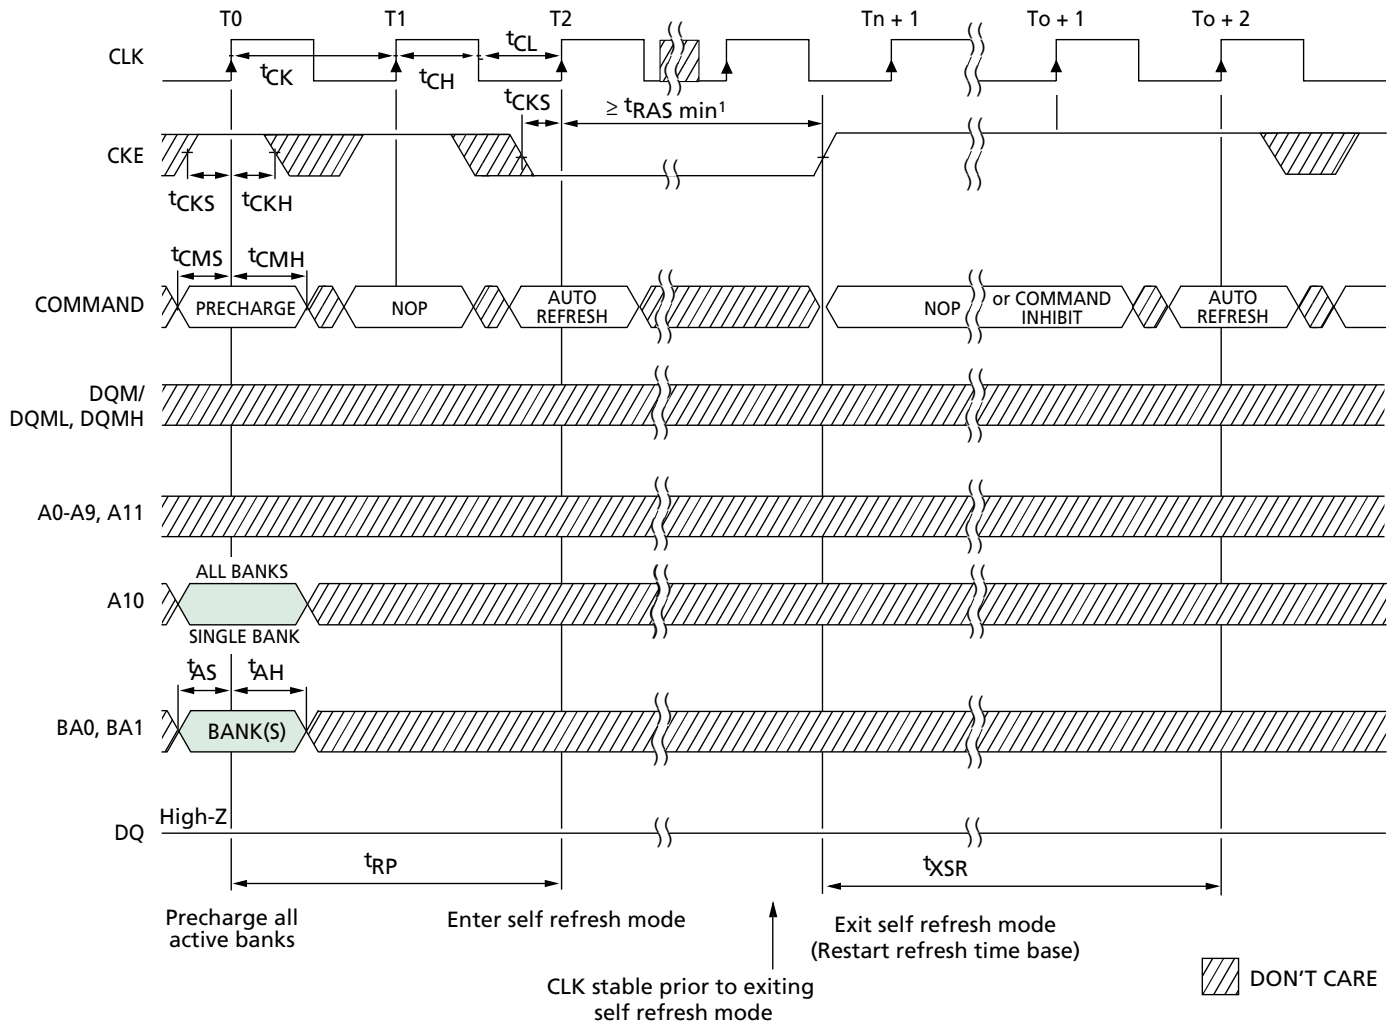 T0 T1 T2 Tn + 1 To + 1 To + 2
CLK
tCK tCH tCL
tCKS ≥ tRAS min1
CKE
tCKS tCKH
tCMS tCMH
COMMAND
PRECHARGE
NOP
AUTO
REFRESH
NOP
or COMMAND
INHIBIT
AUTO
REFRESH
DQM/
DQML, DQMH
A0-A9, A11
ALL BANKS
A10
SINGLE BANK
tAS tAH
BA0, BA1
BANK(S)
High-Z
DQ
tRP tXSR
Precharge all
active banks
Enter self refresh mode
Exit self refresh mode
(Restart refresh time base)
CLK stable prior to exiting
self refresh mode
DON'T CARE